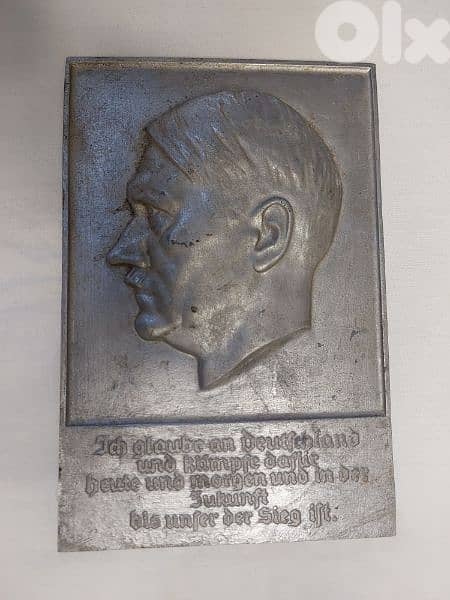 Olx
Ich glaube an Deutschland
und kämpfe dafür
heute und morgen und in der
Zukunft
bis unser der Sieg ist.